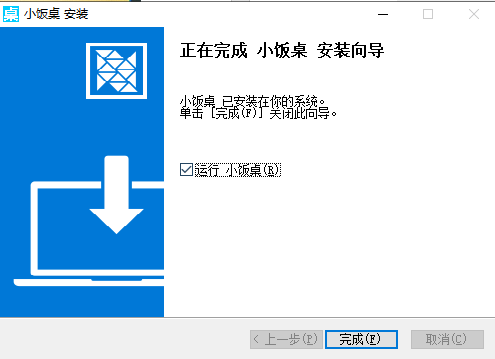 桌 小饭桌 安装
正在完成 小饭桌 安装向导
小饭桌 已安装在你的系统。
单击 [完成(F)] 关闭此向导。
运行 小饭桌(R)
< 上一步(P)
完成(F)
取消(C)